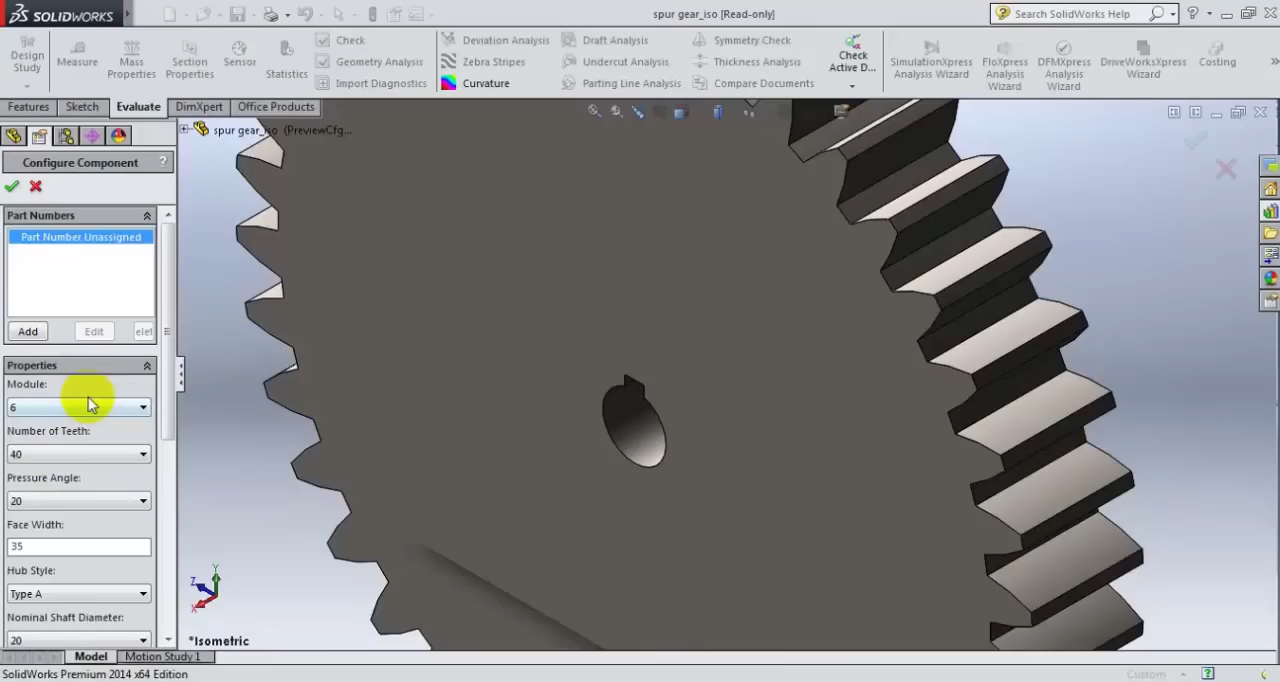 SOLIDWORKS
spur gear_iso [Read-only]
Search SolidWorks Help
Design Study
Measure
Mass Properties
Section Properties
Sensor
Statistics
Check
Geometry Analysis
Import Diagnostics
Deviation Analysis
Zebra Stripes
Curvature
Draft Analysis
Undercut Analysis
Parting Line Analysis
Symmetry Check
Thickness Analysis
Compare Documents
Check Active D...
SimulationXpress Analysis Wizard
FloXpress Analysis Wizard
DFMXpress Analysis Wizard
DriveWorksXpress Wizard
Costing
Features
Sketch
Evaluate
DimXpert
Office Products
spur gear_iso (PreviewCfg...
Configure Component
?
Part Numbers
Part Number Unassigned
Add
Edit
elet
Properties
Module:
6
Number of Teeth:
40
Pressure Angle:
20
Face Width:
35
Hub Style:
Type A
Nominal Shaft Diameter:
20
Y
Z
X
*Isometric
Model
Motion Study 1
SolidWorks Premium 2014 x64 Edition
Custom